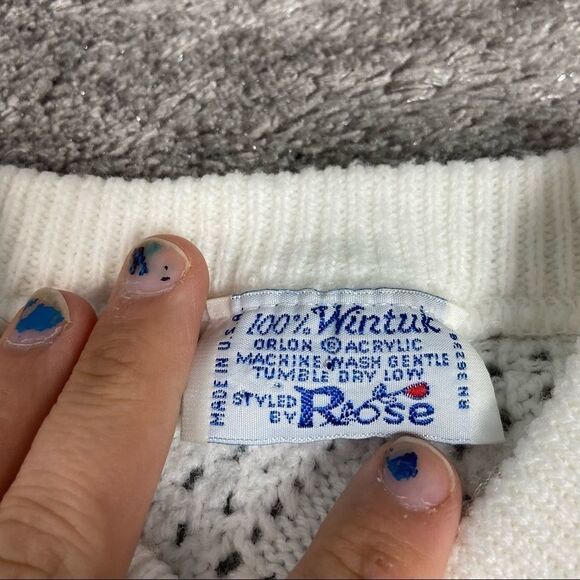 100% Wintuk
ORLON ® ACRYLIC
MACHINE WASH GENTLE
TUMBLE DRY LOW
STYLED
BY Rose
MADE IN U.S.A.